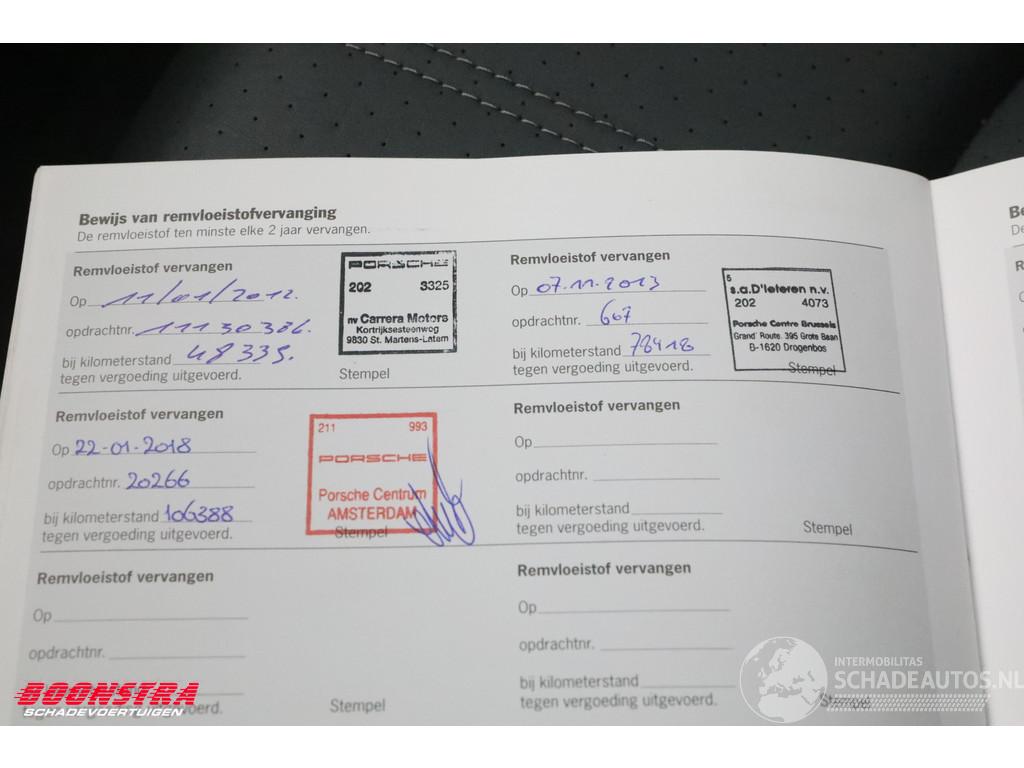 Bewijs van remvloeistofvervanging
De remvloeistof ten minste elke 2 jaar vervangen.
Remvloeistof vervangen
Op 11/01/2012.
opdrachtnr. 11130386.
bij kilometerstand 48339.
tegen vergoeding uitgevoerd.
PORSCHE
202 3325
nv Carrera Motors
Kortrijksesteenweg
9830 St. Martens-Latem
Stempel
Remvloeistof vervangen
Op 07.11.2013
opdrachtnr. 667
bij kilometerstand 78418
tegen vergoeding uitgevoerd.
5
s.a.D'Ieteren n.v.
202 4073
Porsche Centre Brussels
Grand' Route. 395 Grote Baan
B-1620 Drogenbos
Stempel
Remvloeistof vervangen
Op 22-01-2018
opdrachtnr. 20266
bij kilometerstand 106388
tegen vergoeding uitgevoerd.
211 993
PORSCHE
Porsche Centrum
AMSTERDAM
Stempel
Remvloeistof vervangen
Op
opdrachtnr.
bij kilometerstand
tegen vergoeding uitgevoerd.
Stempel
Remvloeistof vervangen
Op
opdrachtnr.
Stempel
Remvloeistof vervangen
Op
opdrachtnr.
bij kilometerstand
tegen vergoeding uitgevoerd.
Stempel
BOONSTRA
SCHADEVOERTUIGEN
INTERMOBILITAS
SCHADEAUTOS.NL